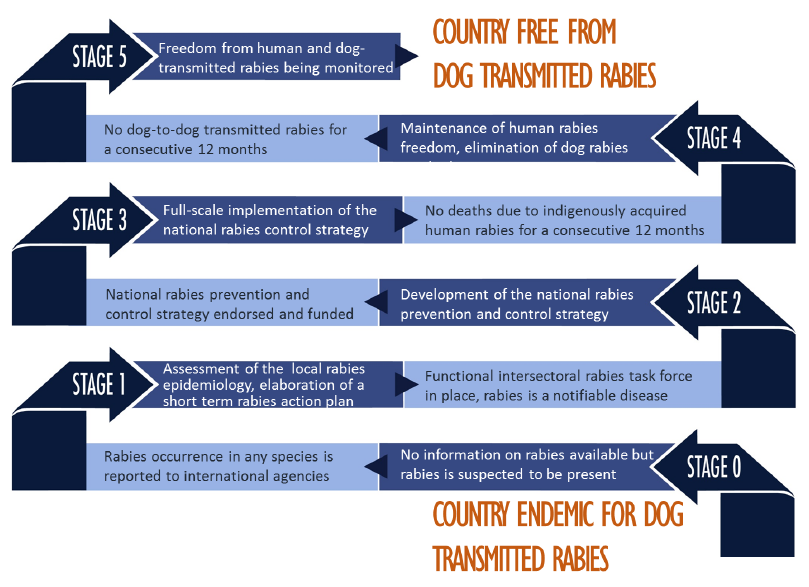 COUNTRY FREE FROM
DOG TRANSMITTED RABIES
STAGE 5
Freedom from human and dog-
transmitted rabies being monitored
No dog-to-dog transmitted rabies for
a consecutive 12 months
Maintenance of human rabies
freedom, elimination of dog rabies
STAGE 4
STAGE 3
Full-scale implementation of the
national rabies control strategy
No deaths due to indigenously acquired
human rabies for a consecutive 12 months
National rabies prevention and
control strategy endorsed and funded
Development of the national rabies
prevention and control strategy
STAGE 2
STAGE 1
Assessment of the local rabies
epidemiology, elaboration of a
short term rabies action plan
Functional intersectoral rabies task force
in place, rabies is a notifiable disease
Rabies occurrence in any species is
reported to international agencies
No information on rabies available but
rabies is suspected to be present
STAGE 0
COUNTRY ENDEMIC FOR DOG
TRANSMITTED RABIES